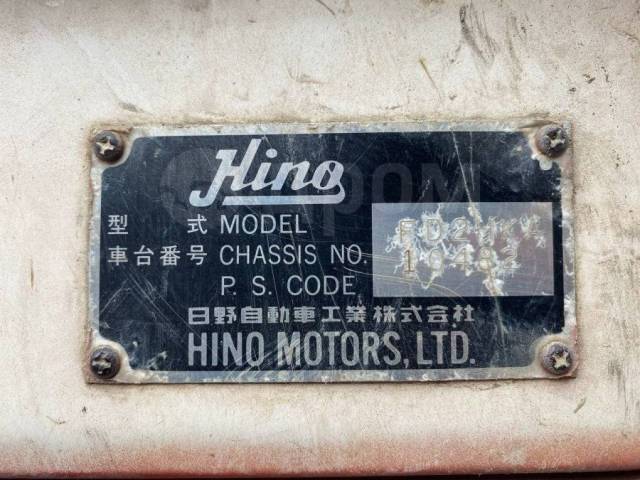 Hino
型 式 MODEL
車台番号 CHASSIS NO. 10482
P. S. CODE
日野自動車工業株式会社
HINO MOTORS, LTD.